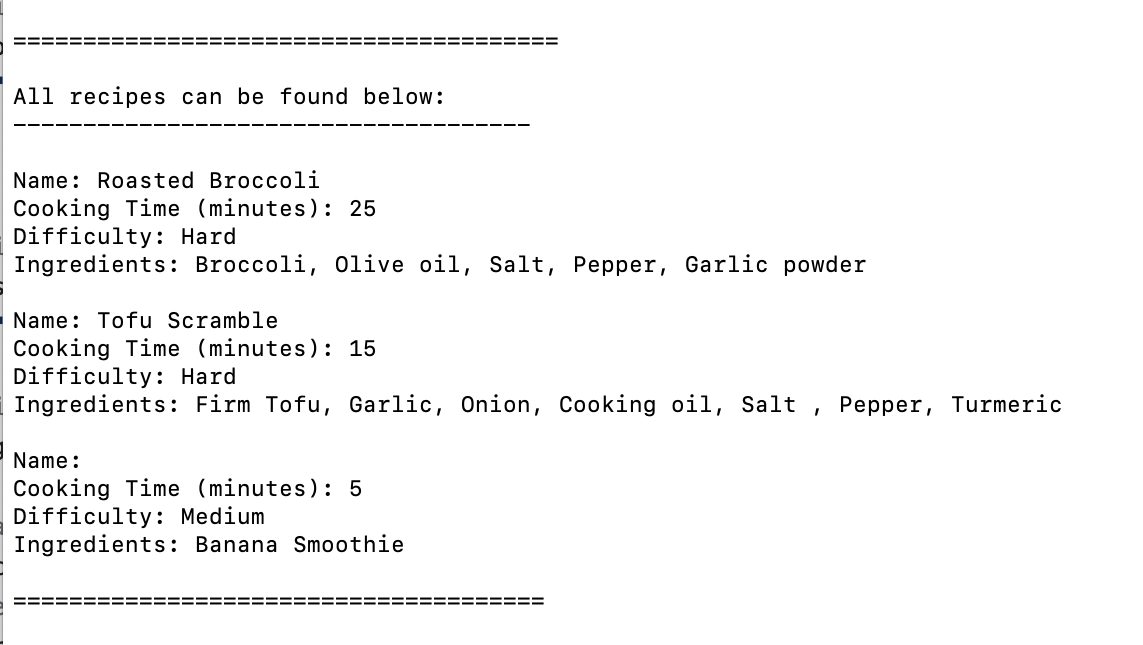 =======================================
All recipes can be found below:
-------------------------------------
Name: Roasted Broccoli
Cooking Time (minutes): 25
Difficulty: Hard
Ingredients: Broccoli, Olive oil, Salt, Pepper, Garlic powder
Name: Tofu Scramble
Cooking Time (minutes): 15
Difficulty: Hard
Ingredients: Firm Tofu, Garlic, Onion, Cooking oil, Salt , Pepper, Turmeric
Name:
Cooking Time (minutes): 5
Difficulty: Medium
Ingredients: Banana Smoothie
======================================